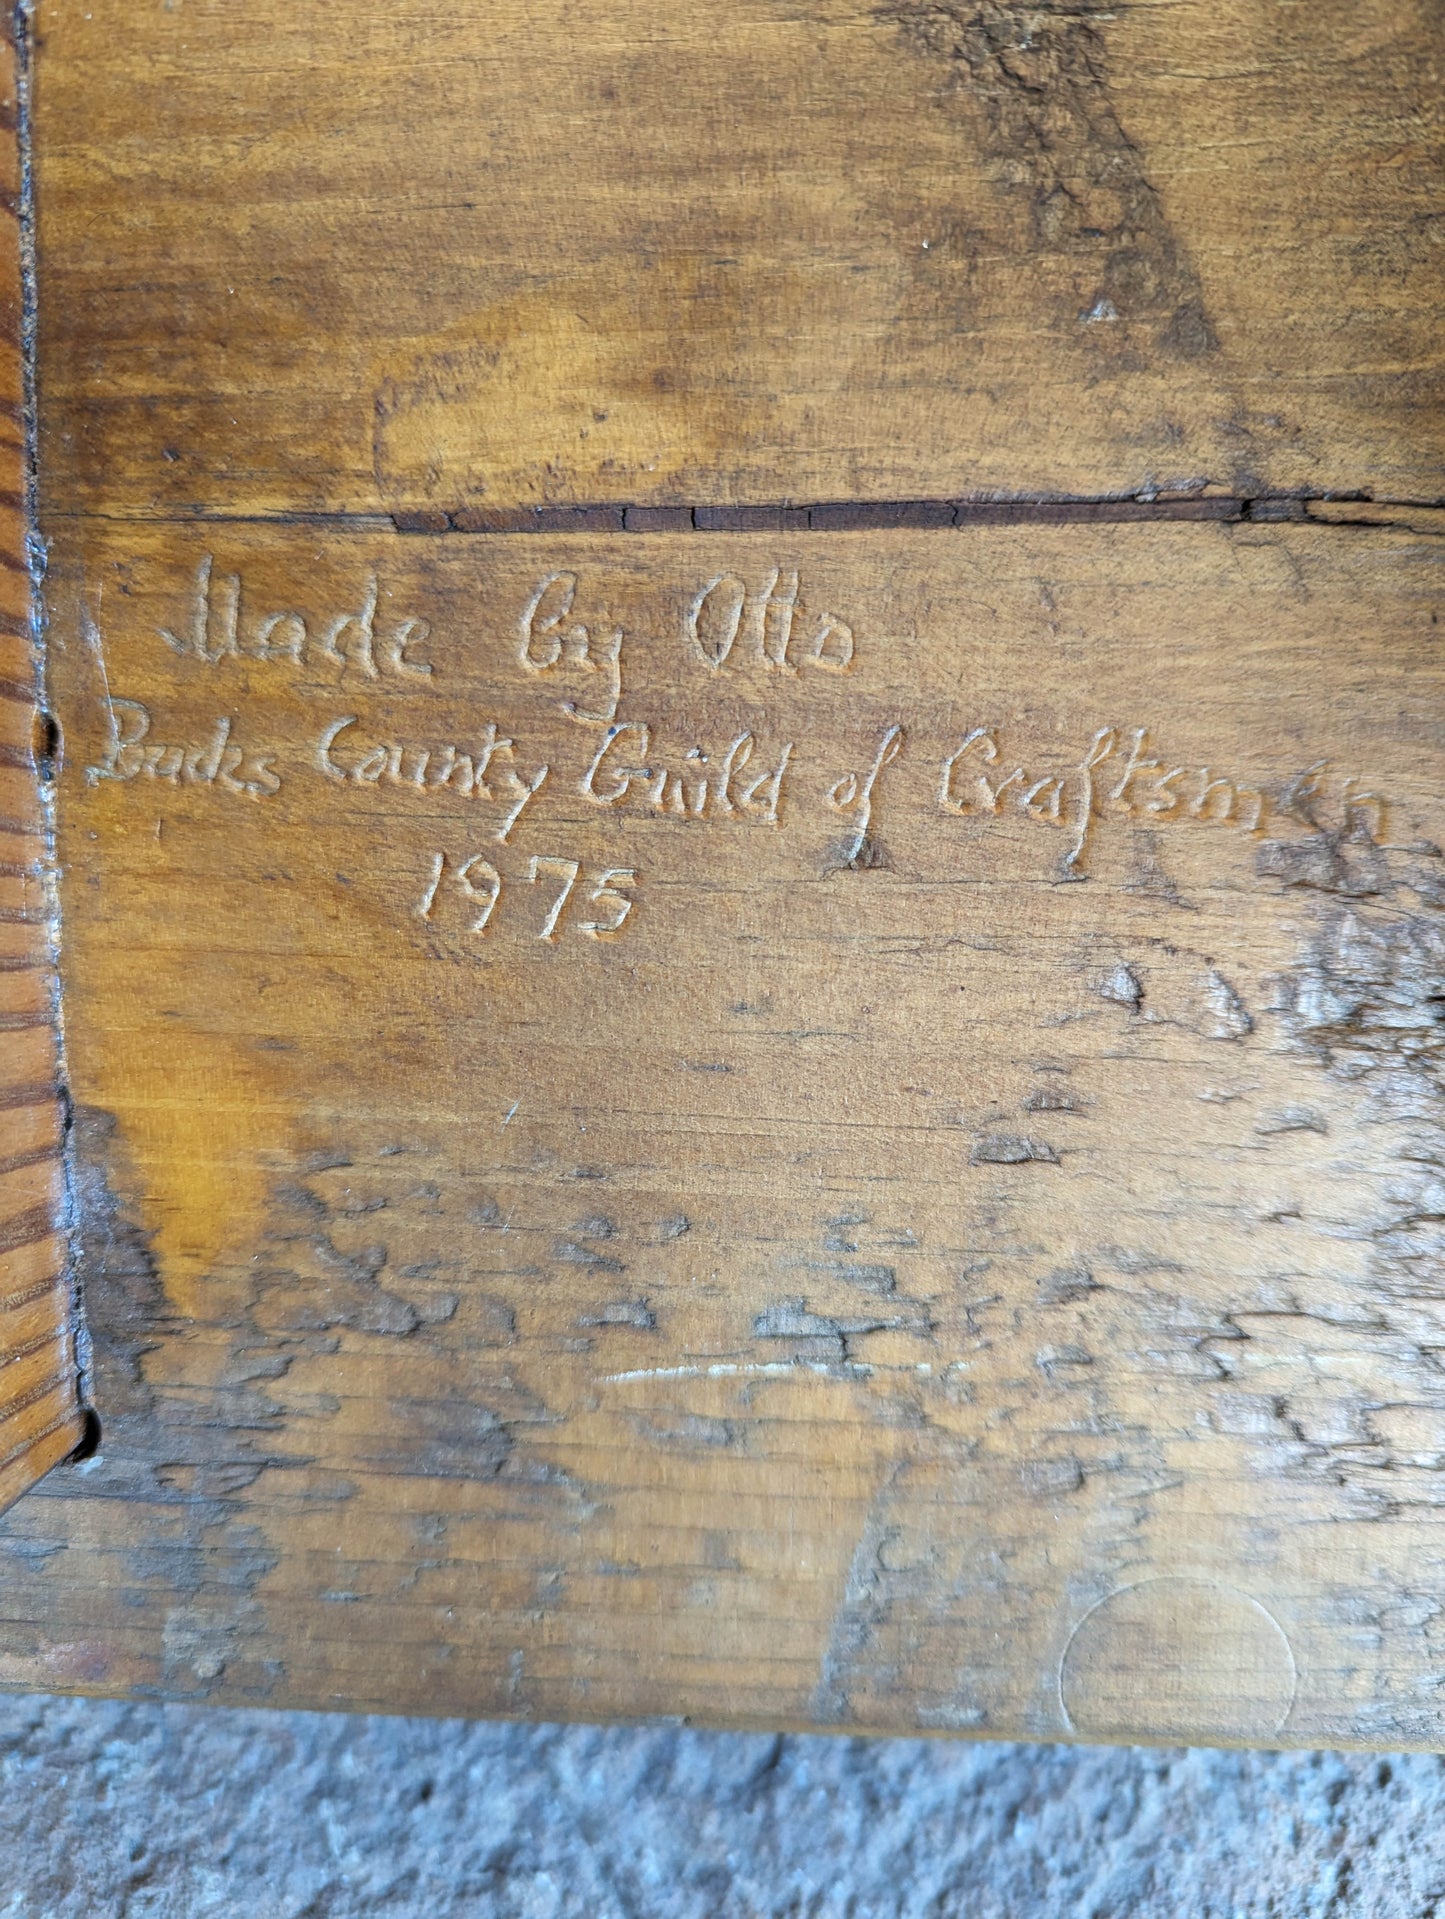 Made by Otto
Bucks County Guild of Craftsmen
1975